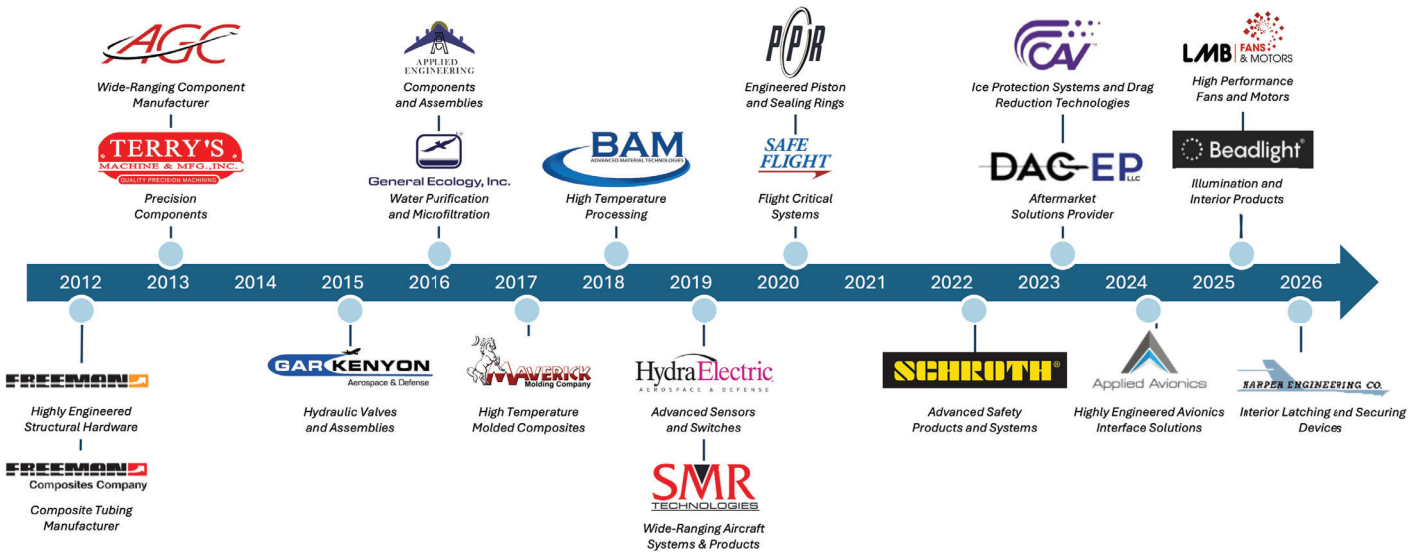 AGC
Wide-Ranging Component
Manufacturer
TERRY'S
MACHINE & MFG., INC.
QUALITY PRECISION MACHINING
Precision
Components
APPLIED
ENGINEERING
Components
and Assemblies
General Ecology, Inc.
Water Purification
and Microfiltration
BAM
ADVANCED MATERIAL TECHNOLOGIES
High Temperature
Processing
PPIR
Engineered Piston
and Sealing Rings
SAFE
FLIGHT
Flight Critical
Systems
CAV™
Ice Protection Systems and Drag
Reduction Technologies
DAC-EP
LLC
Aftermarket
Solutions Provider
LMB FANS
& MOTORS
High Performance
Fans and Motors
Beadlight®
Illumination and
Interior Products
2012 2013 2014 2015 2016 2017 2018 2019 2020 2021 2022 2023 2024 2025 2026
FREEMAN
Highly Engineered
Structural Hardware
FREEMAN
Composites Company
Composite Tubing
Manufacturer
GAR KENYON
Aerospace & Defense
Hydraulic Valves
and Assemblies
MAVERICK
Molding Company
High Temperature
Molded Composites
HydraElectric
AEROSPACE & DEFENSE
Advanced Sensors
and Switches
SMR
TECHNOLOGIES
Wide-Ranging Aircraft
Systems & Products
SCHROTH®
Advanced Safety
Products and Systems
Applied Avionics
Highly Engineered Avionics
Interface Solutions
HARPER ENGINEERING CO.
Interior Latching and Securing
Devices